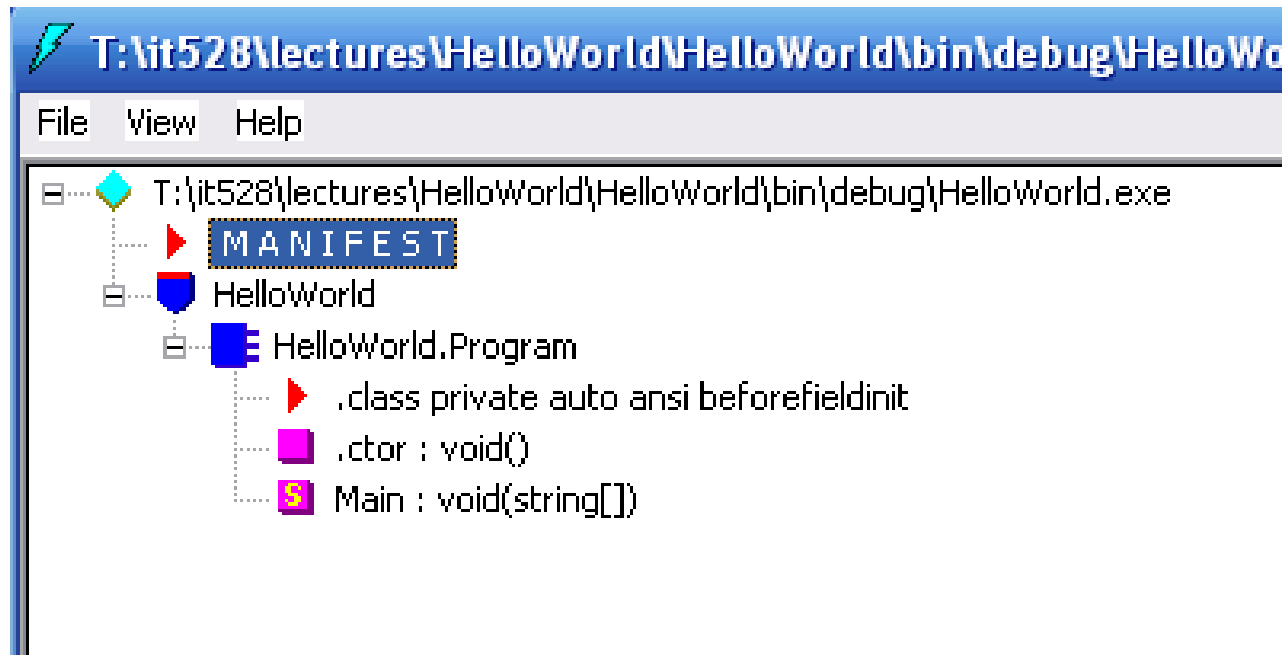 T:\it528\lectures\HelloWorld\HelloWorld\bin\debug\HelloWo
File View Help
T:\it528\lectures\HelloWorld\HelloWorld\bin\debug\HelloWorld.exe
M A N I F E S T
HelloWorld
HelloWorld.Program
.class private auto ansi beforefieldinit
.ctor : void()
S Main : void(string[])